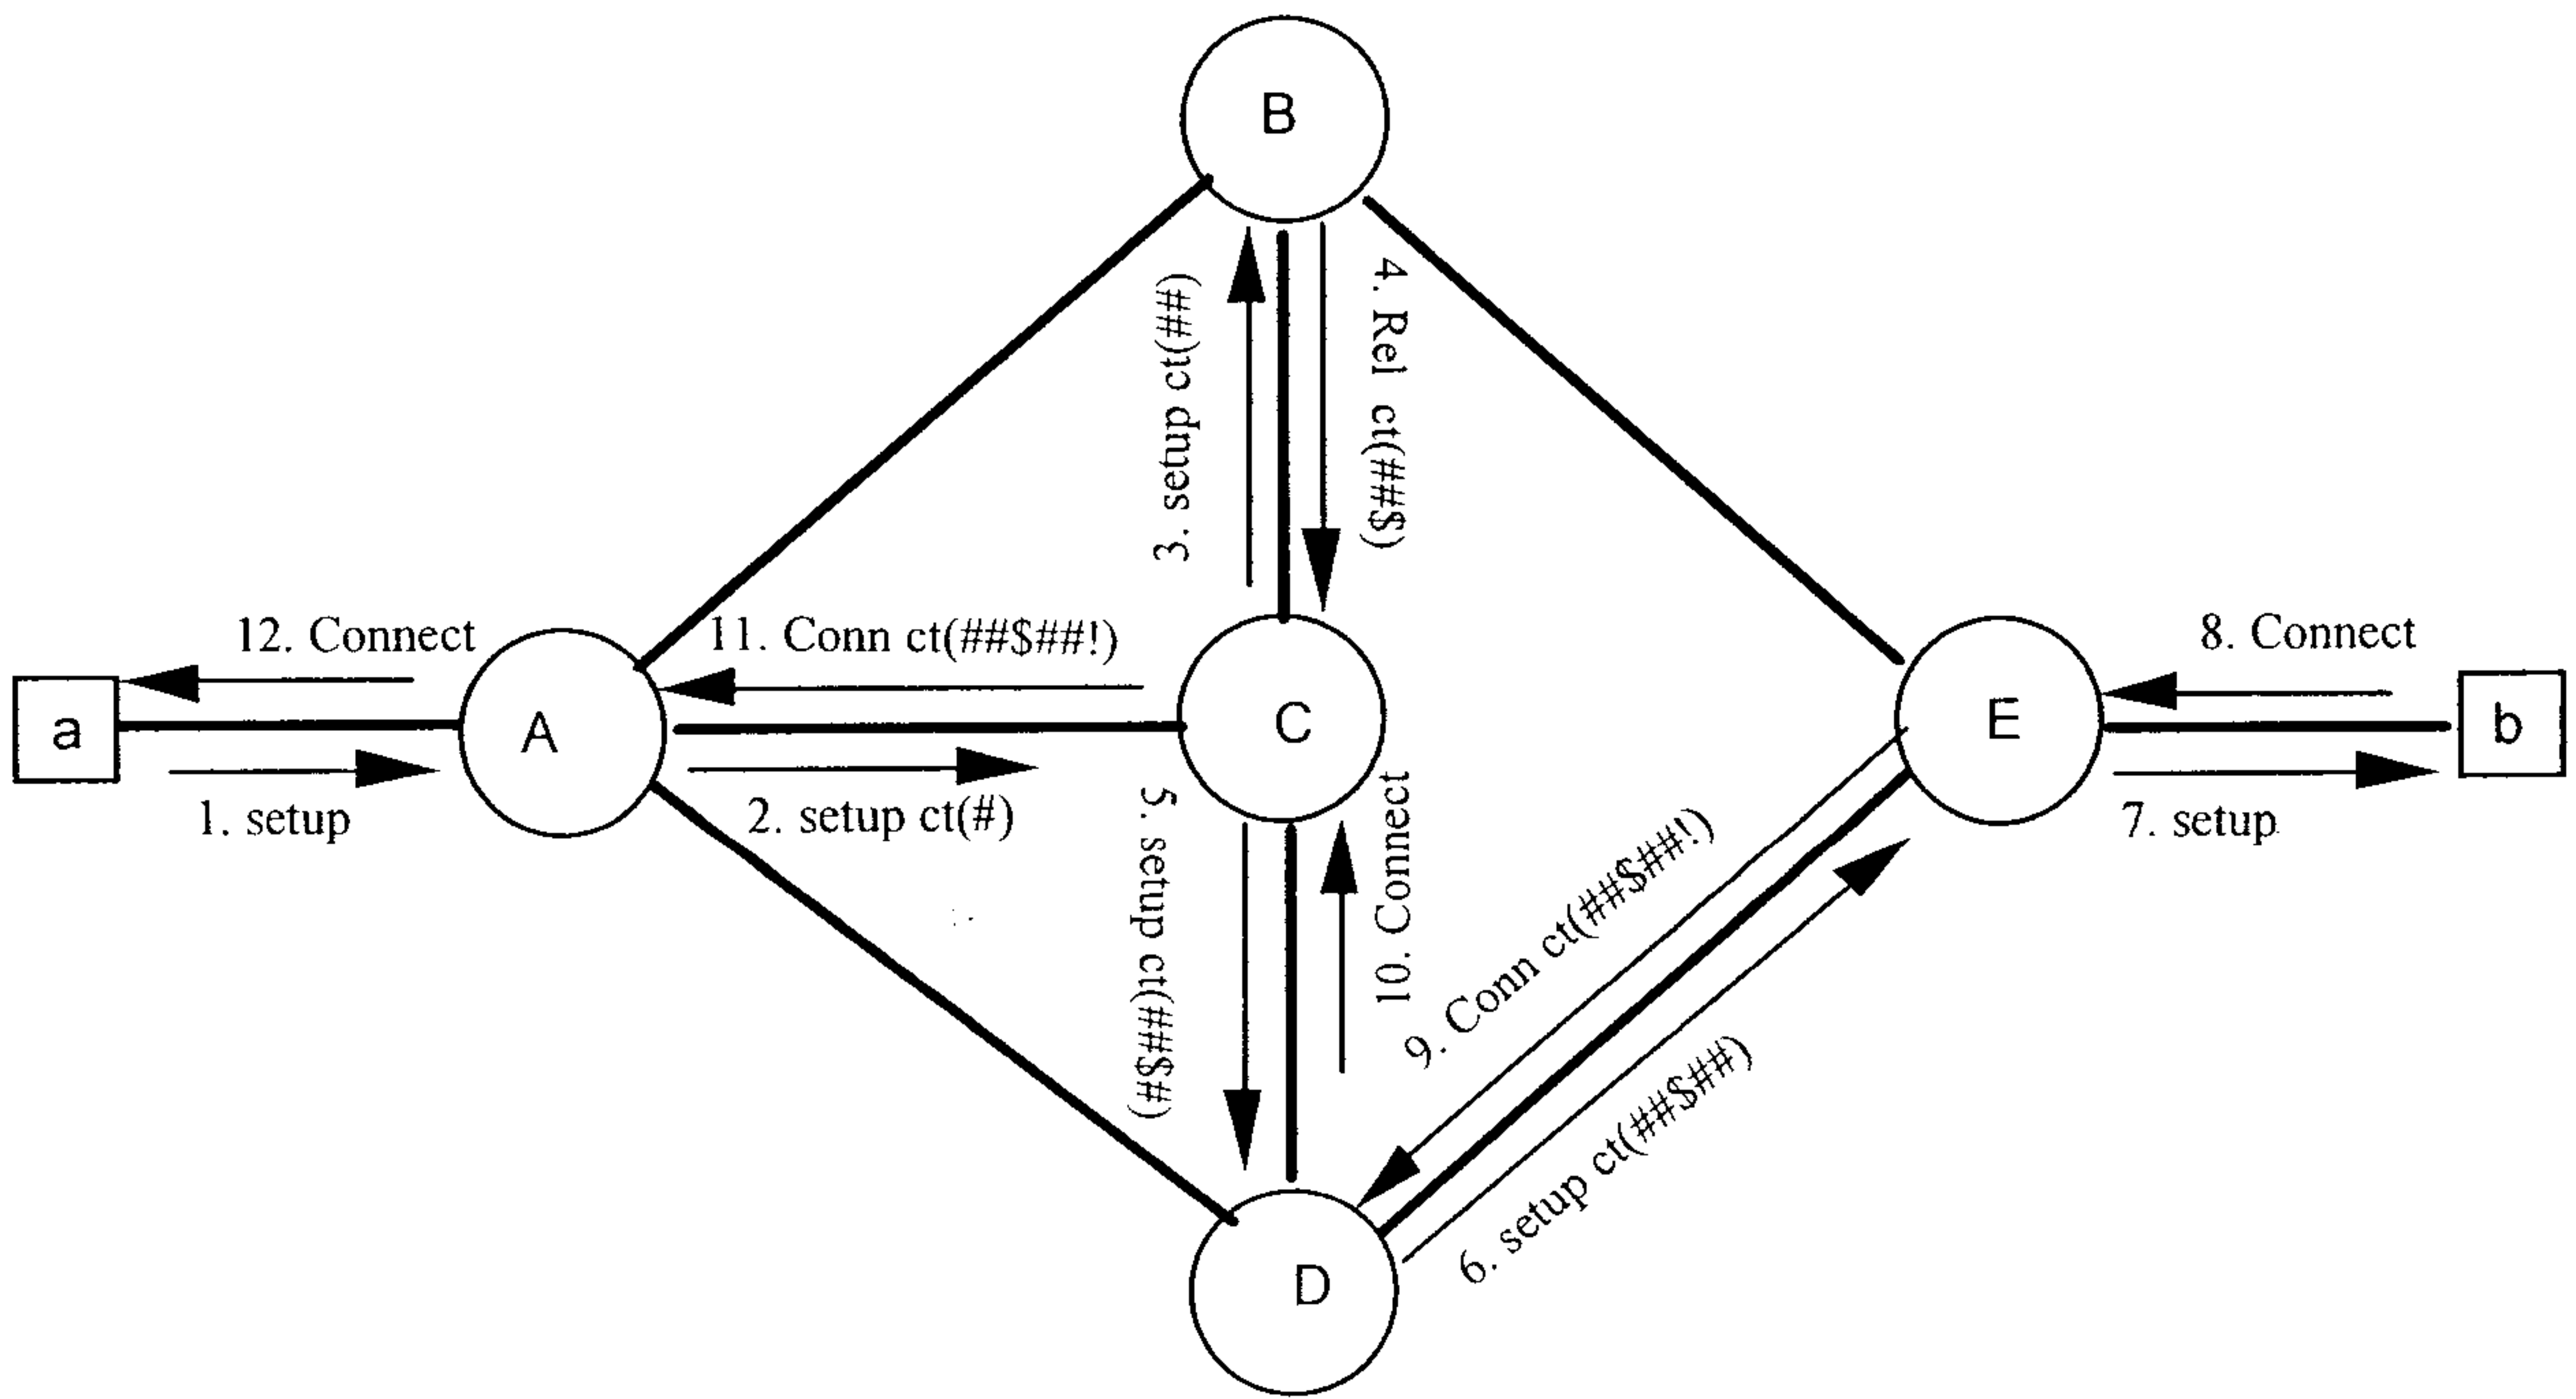 B
3. setup ct(##)
4. Rel ct(##$)
12. Connect
11. Conn ct(##$##!)
8. Connect
a
A
C
E
b
1. setup
2. setup ct(#)
7. setup
5. setup ct(##$#)
10. Connect
9. Conn ct(##$##!)
6. setup ct(##$##)
D